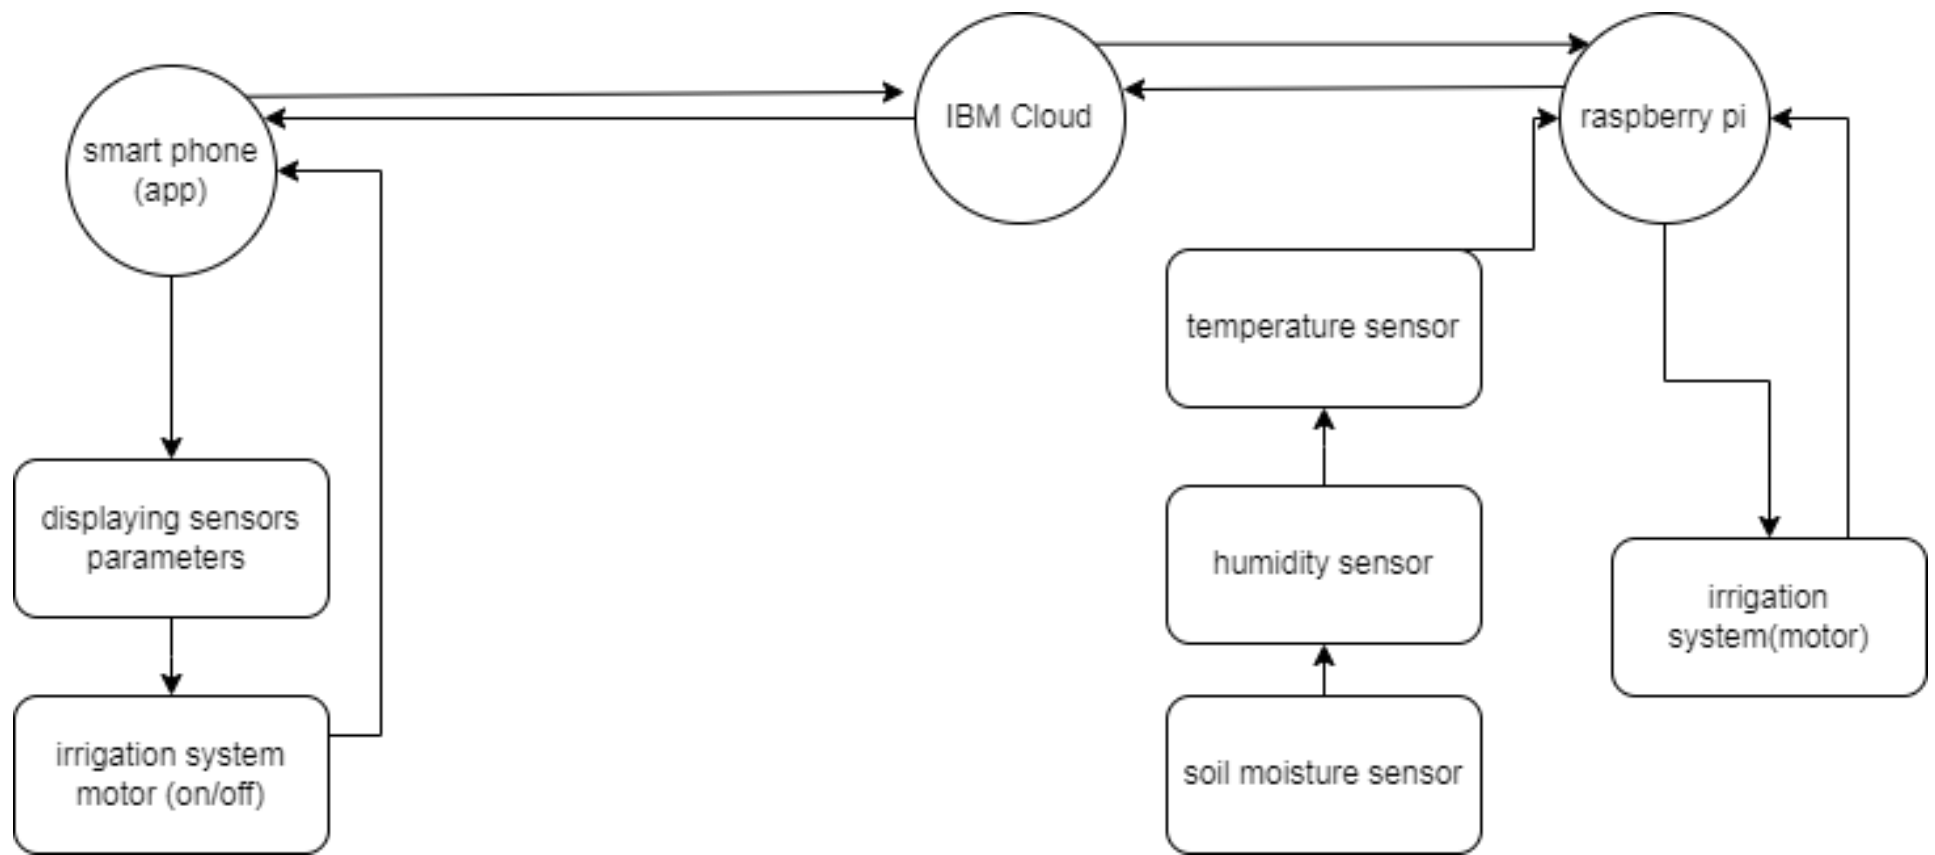 IBM Cloud
raspberry pi
smart phone
(app)
temperature sensor
displaying sensors
parameters
humidity sensor
irrigation
system(motor)
irrigation system
motor (on/off)
soil moisture sensor